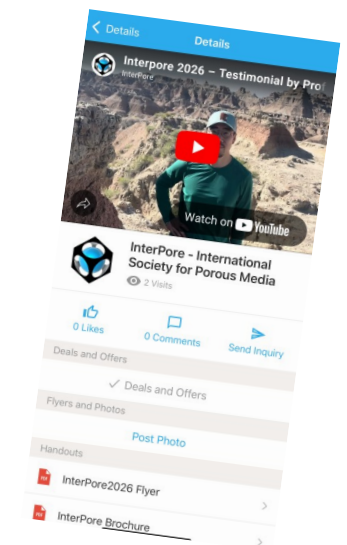 Details
Details
Interpore 2026 – Testimonial by Prof
InterPore
Watch on YouTube
InterPore - International
Society for Porous Media
2 Visits
0 Likes
0 Comments
Send Inquiry
Deals and Offers
Deals and Offers
Flyers and Photos
Post Photo
Handouts
PDF
InterPore2026 Flyer
PDF
InterPore Brochure